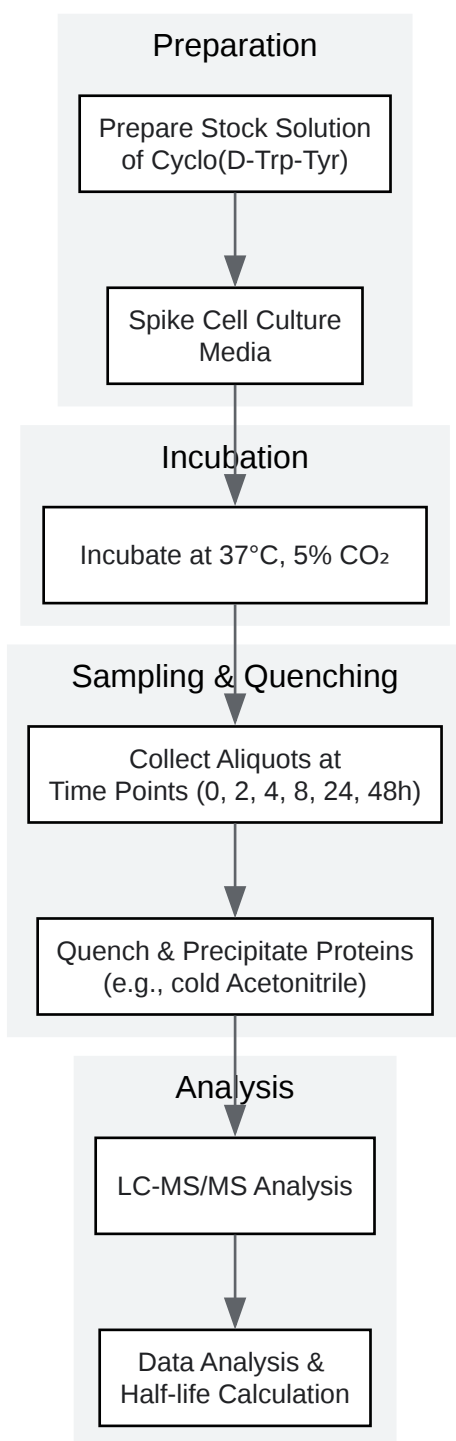 Preparation
Prepare Stock Solution
of Cyclo(D-Trp-Tyr)
Spike Cell Culture
Media
Incubation
Incubate at 37°C, 5% CO₂
Sampling & Quenching
Collect Aliquots at
Time Points (0, 2, 4, 8, 24, 48h)
Quench & Precipitate Proteins
(e.g., cold Acetonitrile)
Analysis
LC-MS/MS Analysis
Data Analysis &
Half-life Calculation